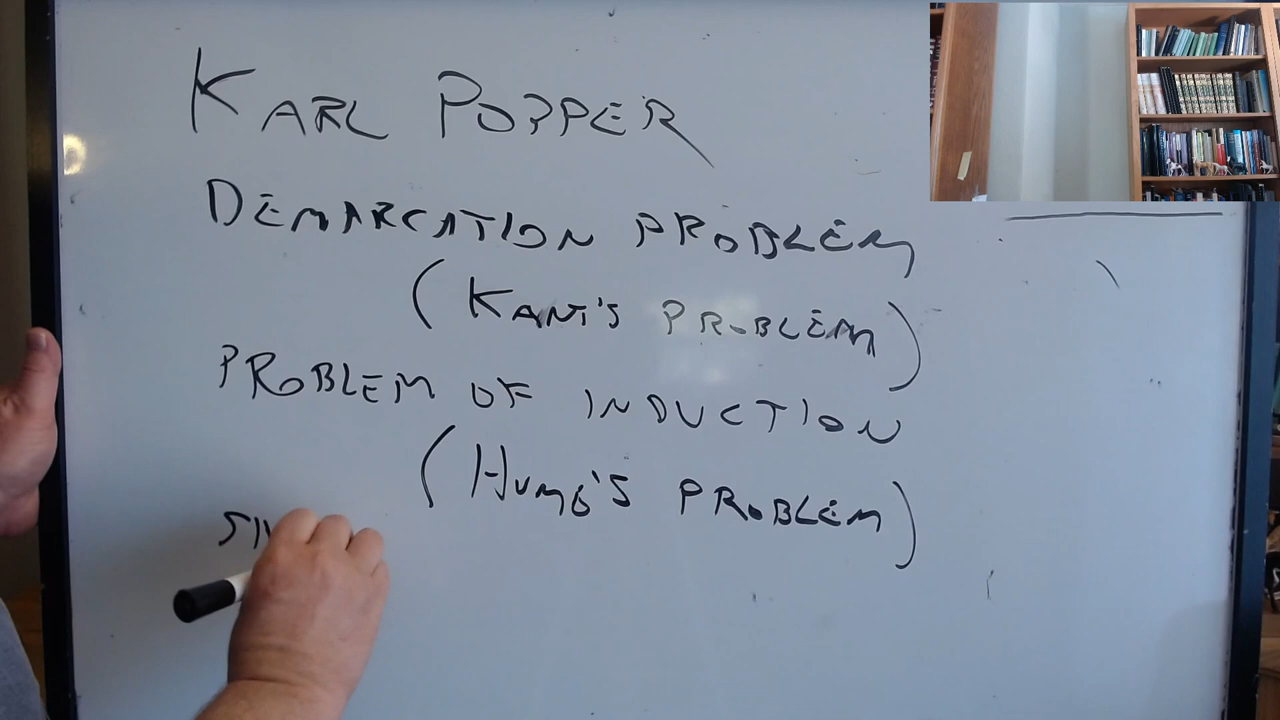 KARL POPPER
DEMARCATION PROBLEM
(KANT'S PROBLEM)
PROBLEM OF INDUCTION
(HUME'S PROBLEM)